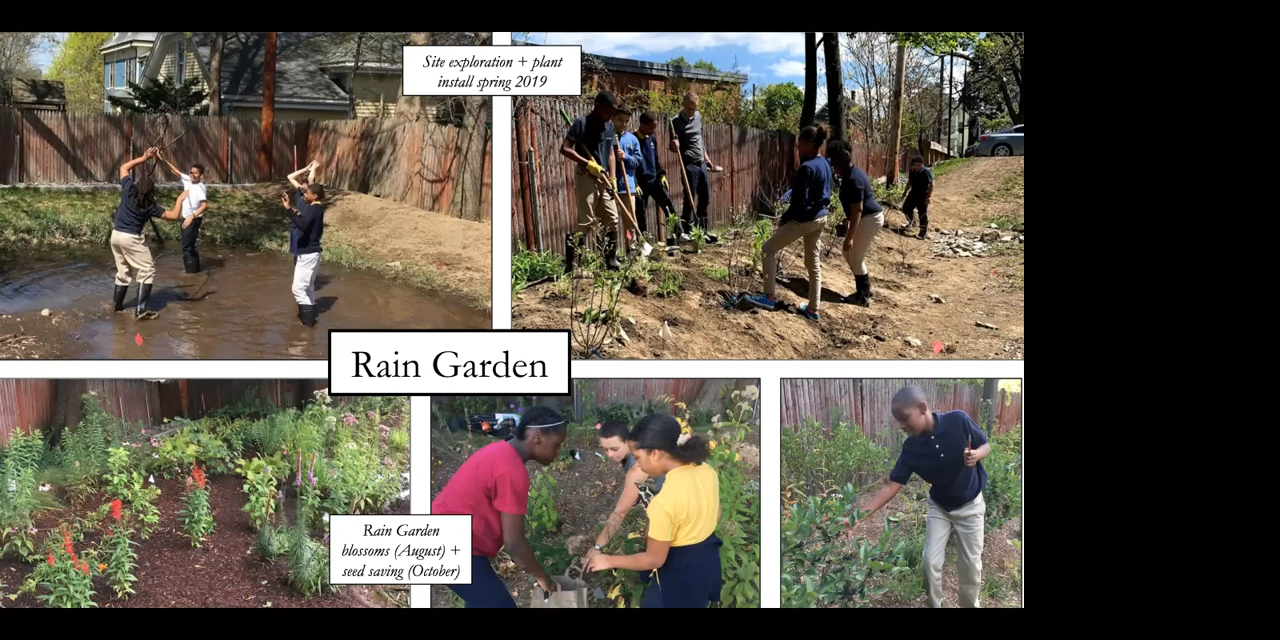 Site exploration + plant
install spring 2019
Rain Garden
Rain Garden
blossoms (August) +
seed saving (October)